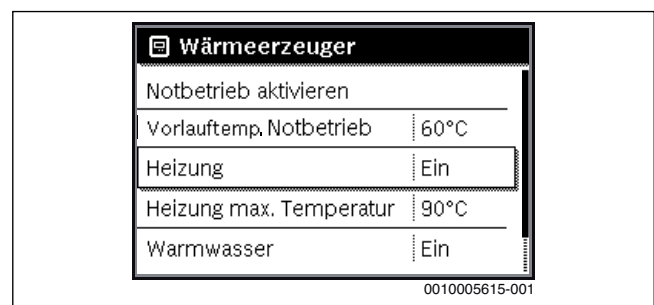 Wärmeerzeuger
Notbetrieb aktivieren
Vorlauftemp. Notbetrieb 60°C
Heizung Ein
Heizung max. Temperatur 90°C
Warmwasser Ein
0010005615-001